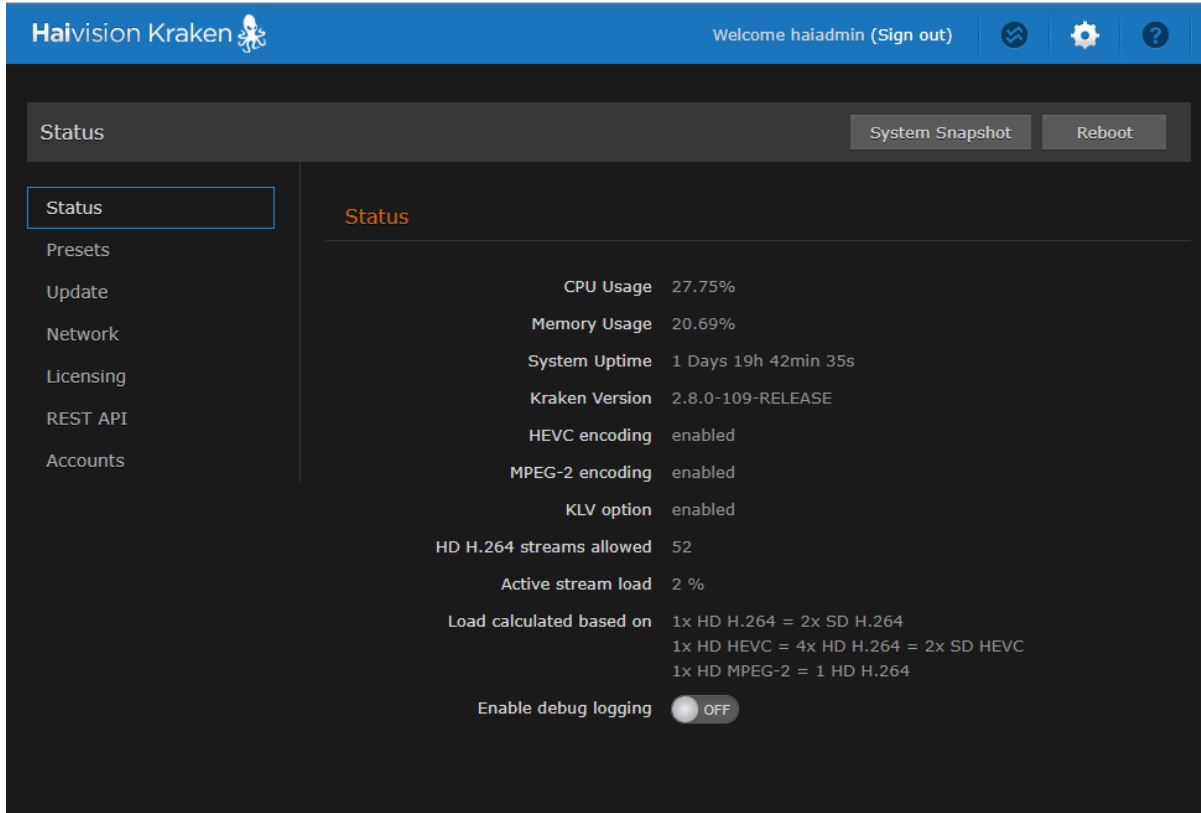 Haivision Kraken
Welcome haiadmin (Sign out)
?
Status
System Snapshot
Reboot
Status
Presets
Update
Network
Licensing
REST API
Accounts
Status
CPU Usage 27.75%
Memory Usage 20.69%
System Uptime 1 Days 19h 42min 35s
Kraken Version 2.8.0-109-RELEASE
HEVC encoding enabled
MPEG-2 encoding enabled
KLV option enabled
HD H.264 streams allowed 52
Active stream load 2 %
Load calculated based on 1x HD H.264 = 2x SD H.264
1x HD HEVC = 4x HD H.264 = 2x SD HEVC
1x HD MPEG-2 = 1 HD H.264
Enable debug logging OFF